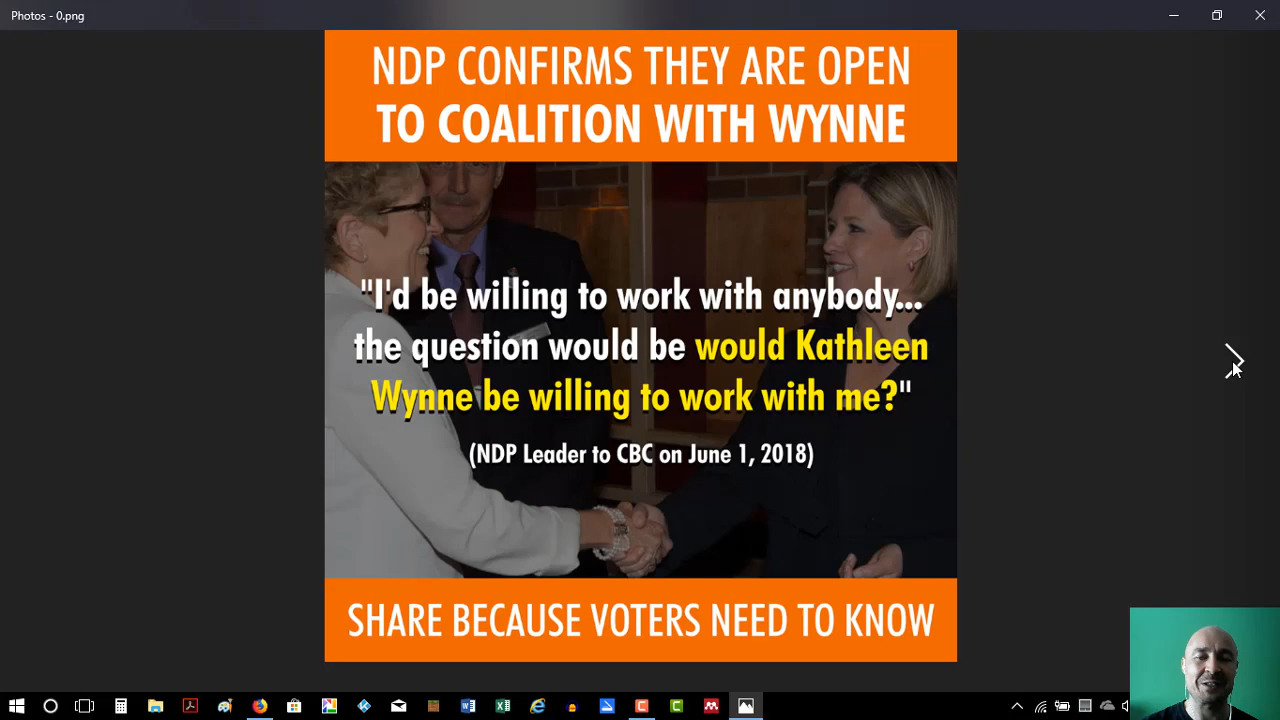 Photos - 0.png
NDP CONFIRMS THEY ARE OPEN
TO COALITION WITH WYNNE
"I'd be willing to work with anybody...
the question would be would Kathleen
Wynne be willing to work with me?"
(NDP Leader to CBC on June 1, 2018)
SHARE BECAUSE VOTERS NEED TO KNOW